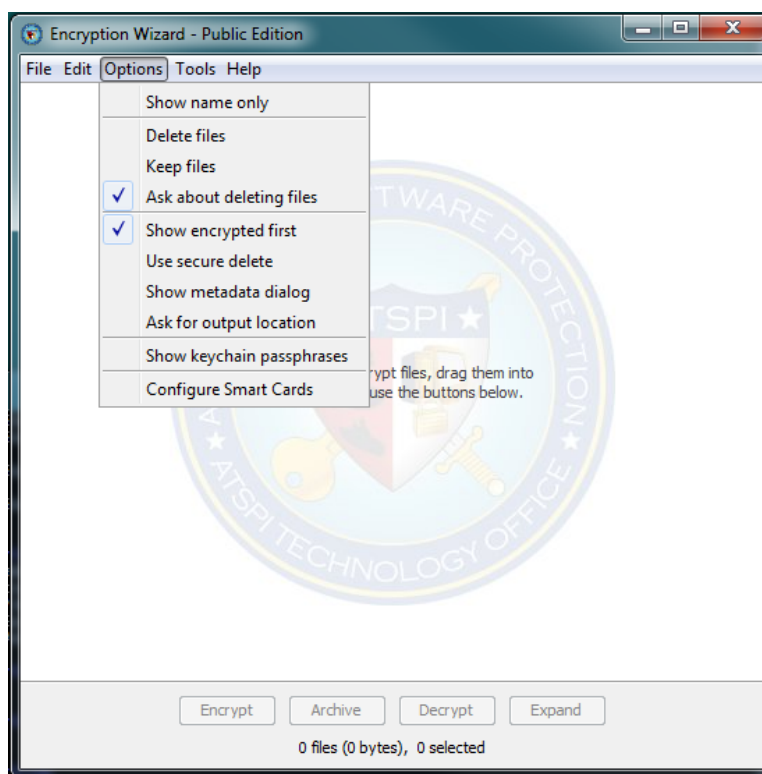 Encryption Wizard - Public Edition
File Edit Options Tools Help
Show name only
Delete files
Keep files
Ask about deleting files
Show encrypted first
Use secure delete
Show metadata dialog
Ask for output location
Show keychain passphrases
Configure Smart Cards
TWARE PROTECTION
ATSPI
files, drag them into
use the buttons below.
ATSPI TECHNOLOGY OFFICE
Encrypt Archive Decrypt Expand
0 files (0 bytes), 0 selected